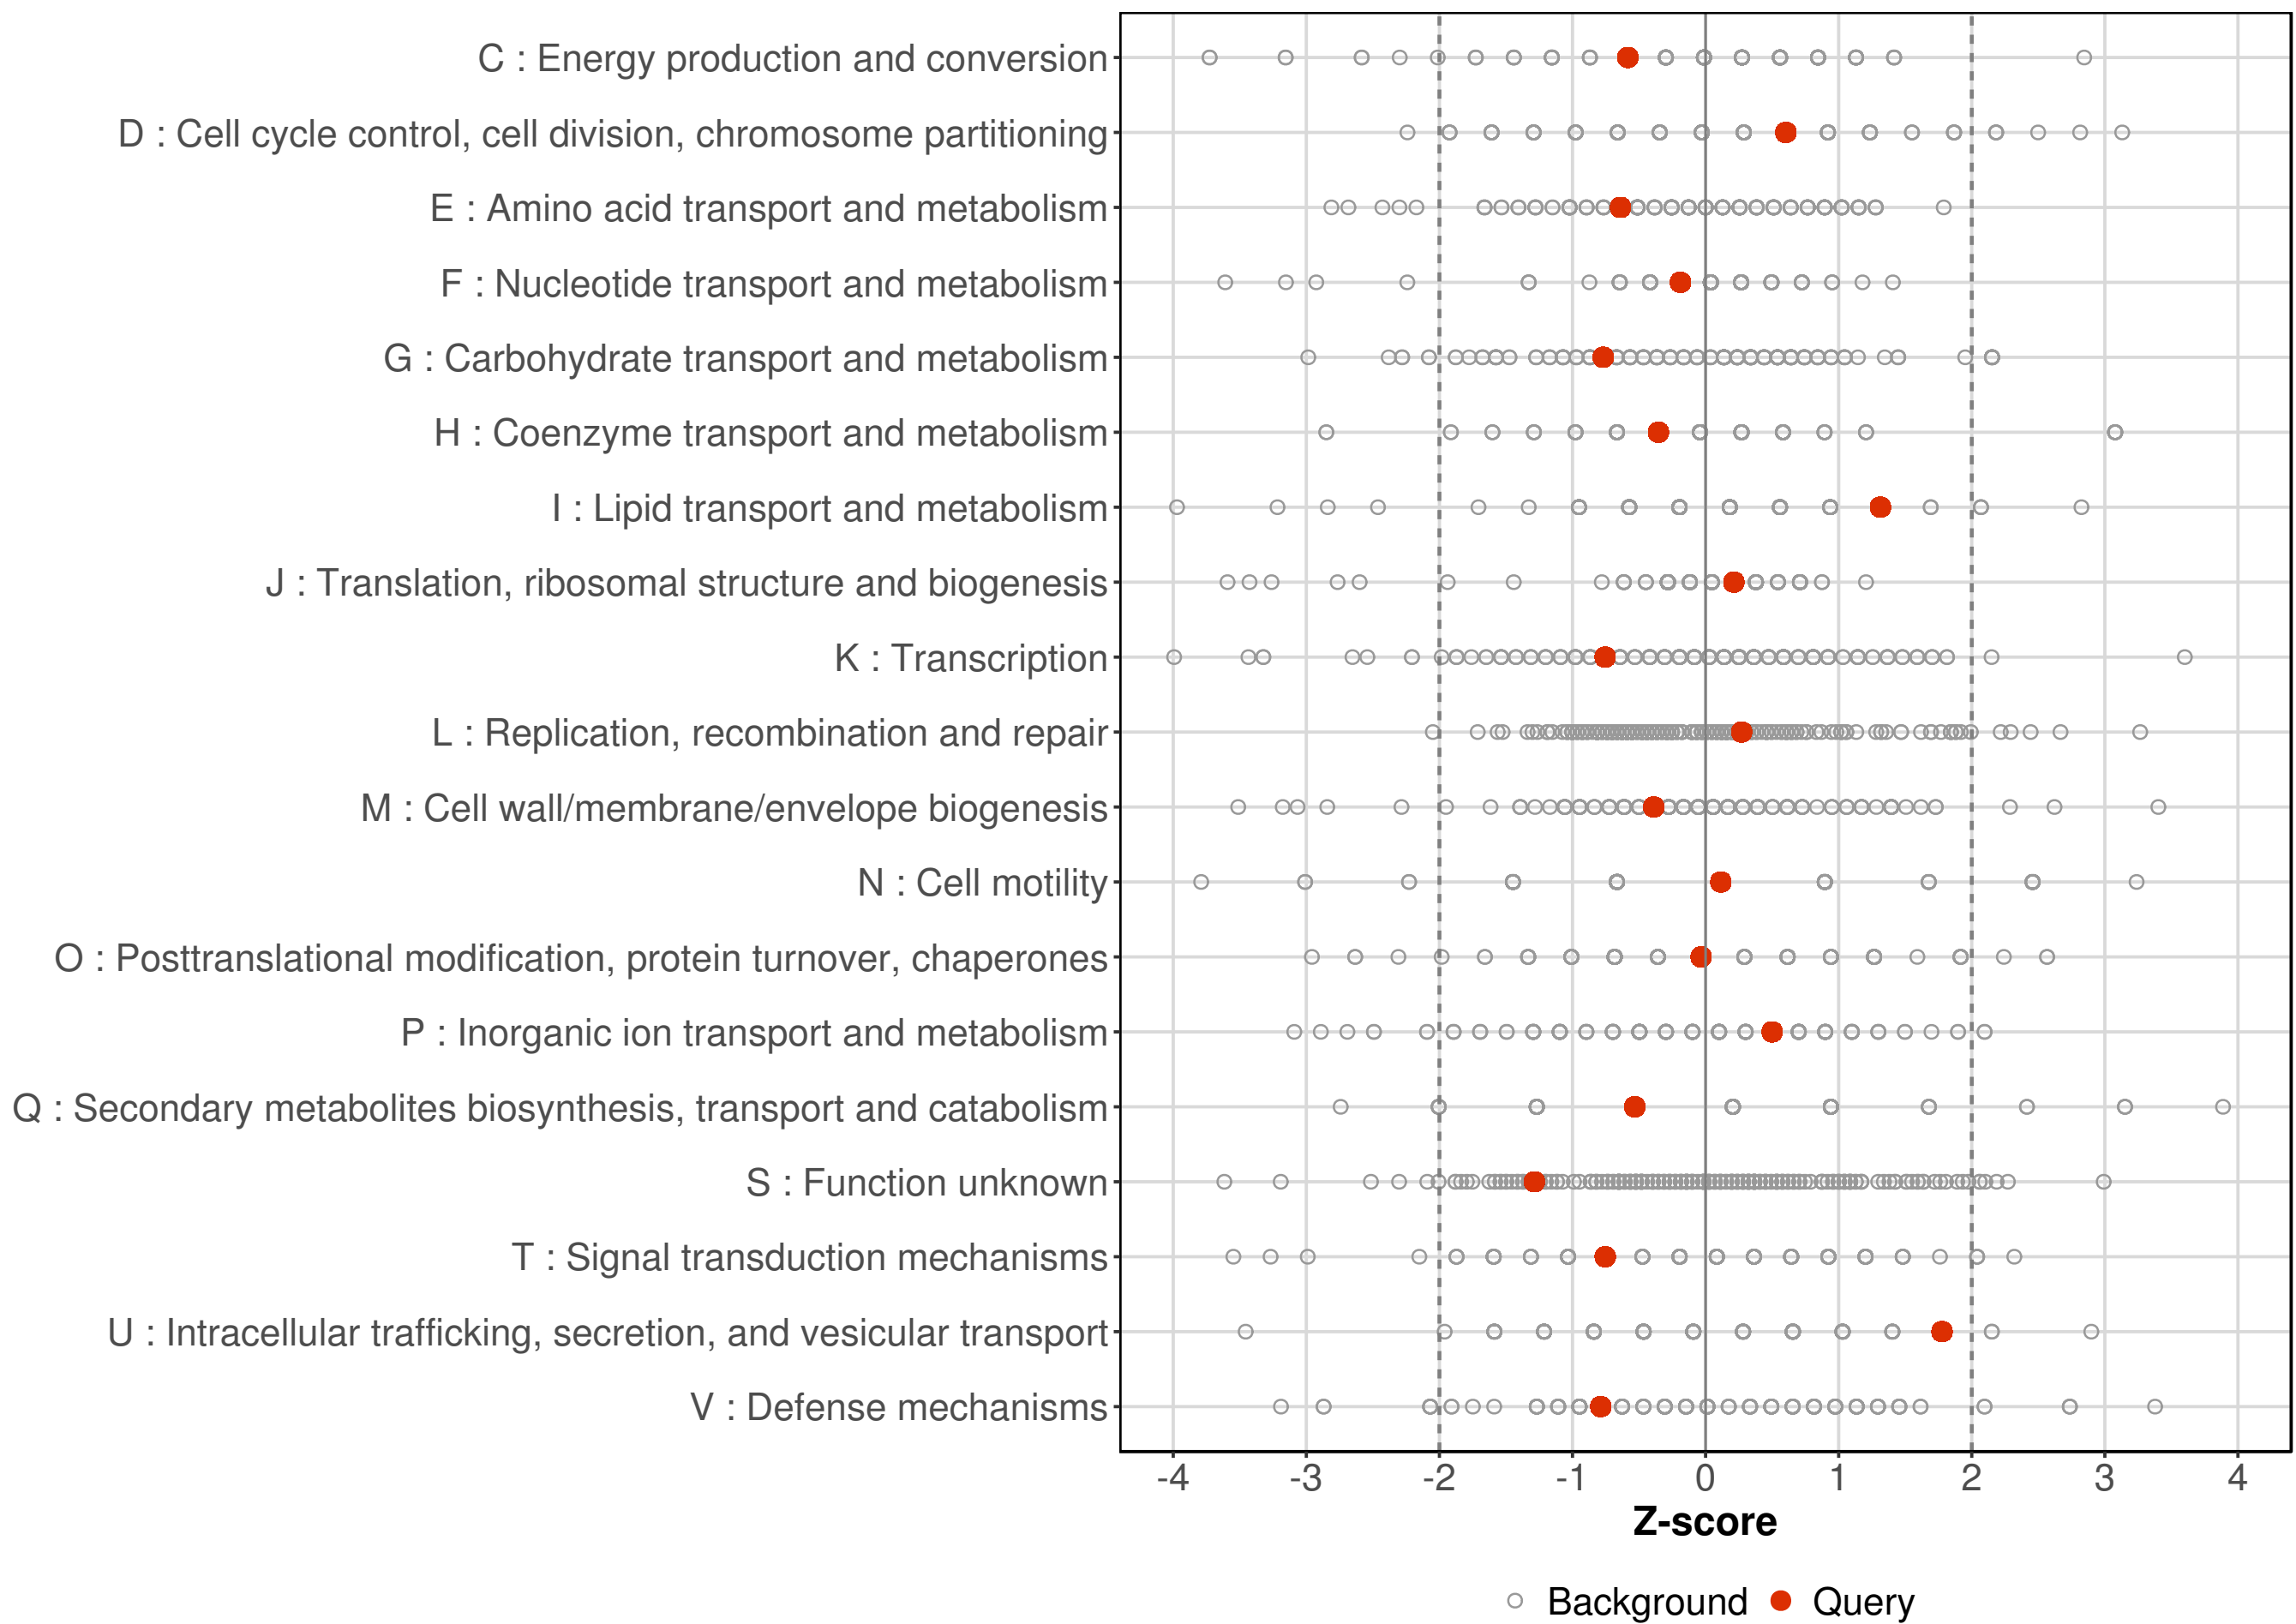 C : Energy production and conversion
D : Cell cycle control, cell division, chromosome partitioning
E : Amino acid transport and metabolism
F : Nucleotide transport and metabolism
G : Carbohydrate transport and metabolism
H : Coenzyme transport and metabolism
I : Lipid transport and metabolism
J : Translation, ribosomal structure and biogenesis
K : Transcription
L : Replication, recombination and repair
M : Cell wall/membrane/envelope biogenesis
N : Cell motility
O : Posttranslational modification, protein turnover, chaperones
P : Inorganic ion transport and metabolism
Q : Secondary metabolites biosynthesis, transport and catabolism
S : Function unknown
T : Signal transduction mechanisms
U : Intracellular trafficking, secretion, and vesicular transport
V : Defense mechanisms
-4 -3 -2 -1 0 1 2 3 4
Z-score
Background Query